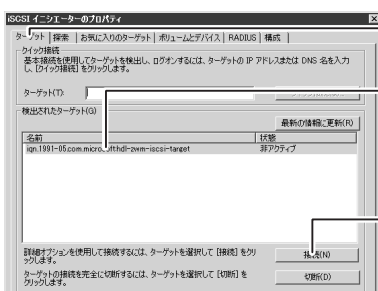 iSCSI イニシエーターのプロパティ
ターゲット 探索 お気に入りのターゲット ボリュームとデバイス RADIUS 構成
クイック接続
基本接続を使用してターゲットを検出し、ログオンするには、ターゲットの IP アドレスまたは DNS 名を入力し、[クイック接続] をクリックします。
ターゲット(T):
検出されたターゲット(G)
最新の情報に更新(R)
名前 状態
iqn.1991-05.com.microsoft:hdl-zwm-iscsi-target 非アクティブ
詳細オプションを使用して接続するには、ターゲットを選択して [接続] をクリックします。
接続(N)
ターゲットの接続を完全に切断するには、ターゲットを選択して [切断] をクリックします。
切断(D)